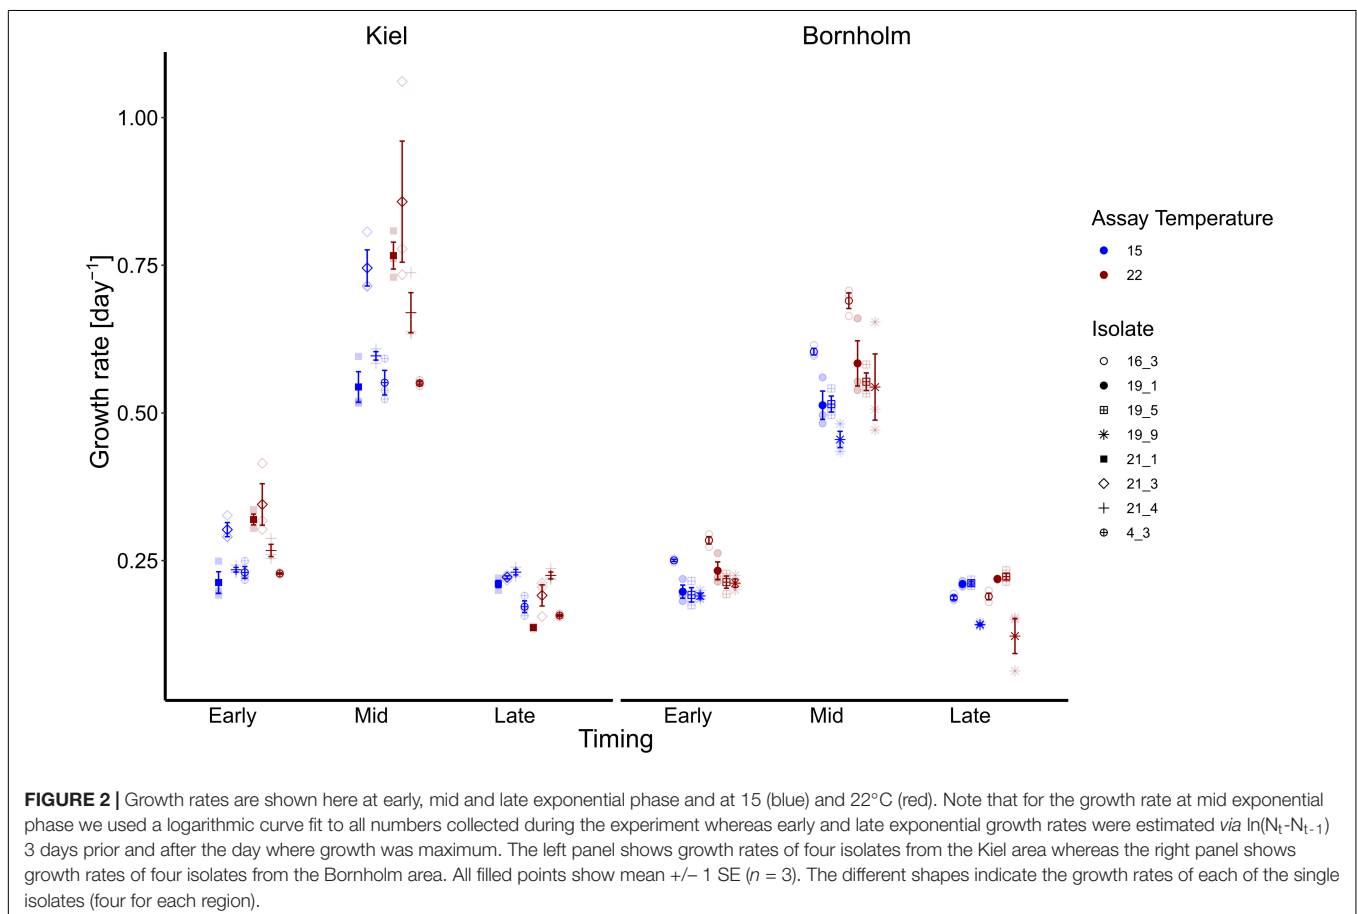 Kiel
Bornholm
1.00
0.75
0.50
0.25
Growth rate [day⁻¹]
Early
Mid
Late
Early
Mid
Late
Timing
Assay Temperature
15
22
Isolate
16_3
19_1
19_5
19_9
21_1
21_3
21_4
4_3
FIGURE 2 | Growth rates are shown here at early, mid and late exponential phase and at 15 (blue) and 22°C (red). Note that for the growth rate at mid exponential
phase we used a logarithmic curve fit to all numbers collected during the experiment whereas early and late exponential growth rates were estimated via ln(Nt-Nt-1)
3 days prior and after the day where growth was maximum. The left panel shows growth rates of four isolates from the Kiel area whereas the right panel shows
growth rates of four isolates from the Bornholm area. All filled points show mean +/– 1 SE (n = 3). The different shapes indicate the growth rates of each of the single
isolates (four for each region).